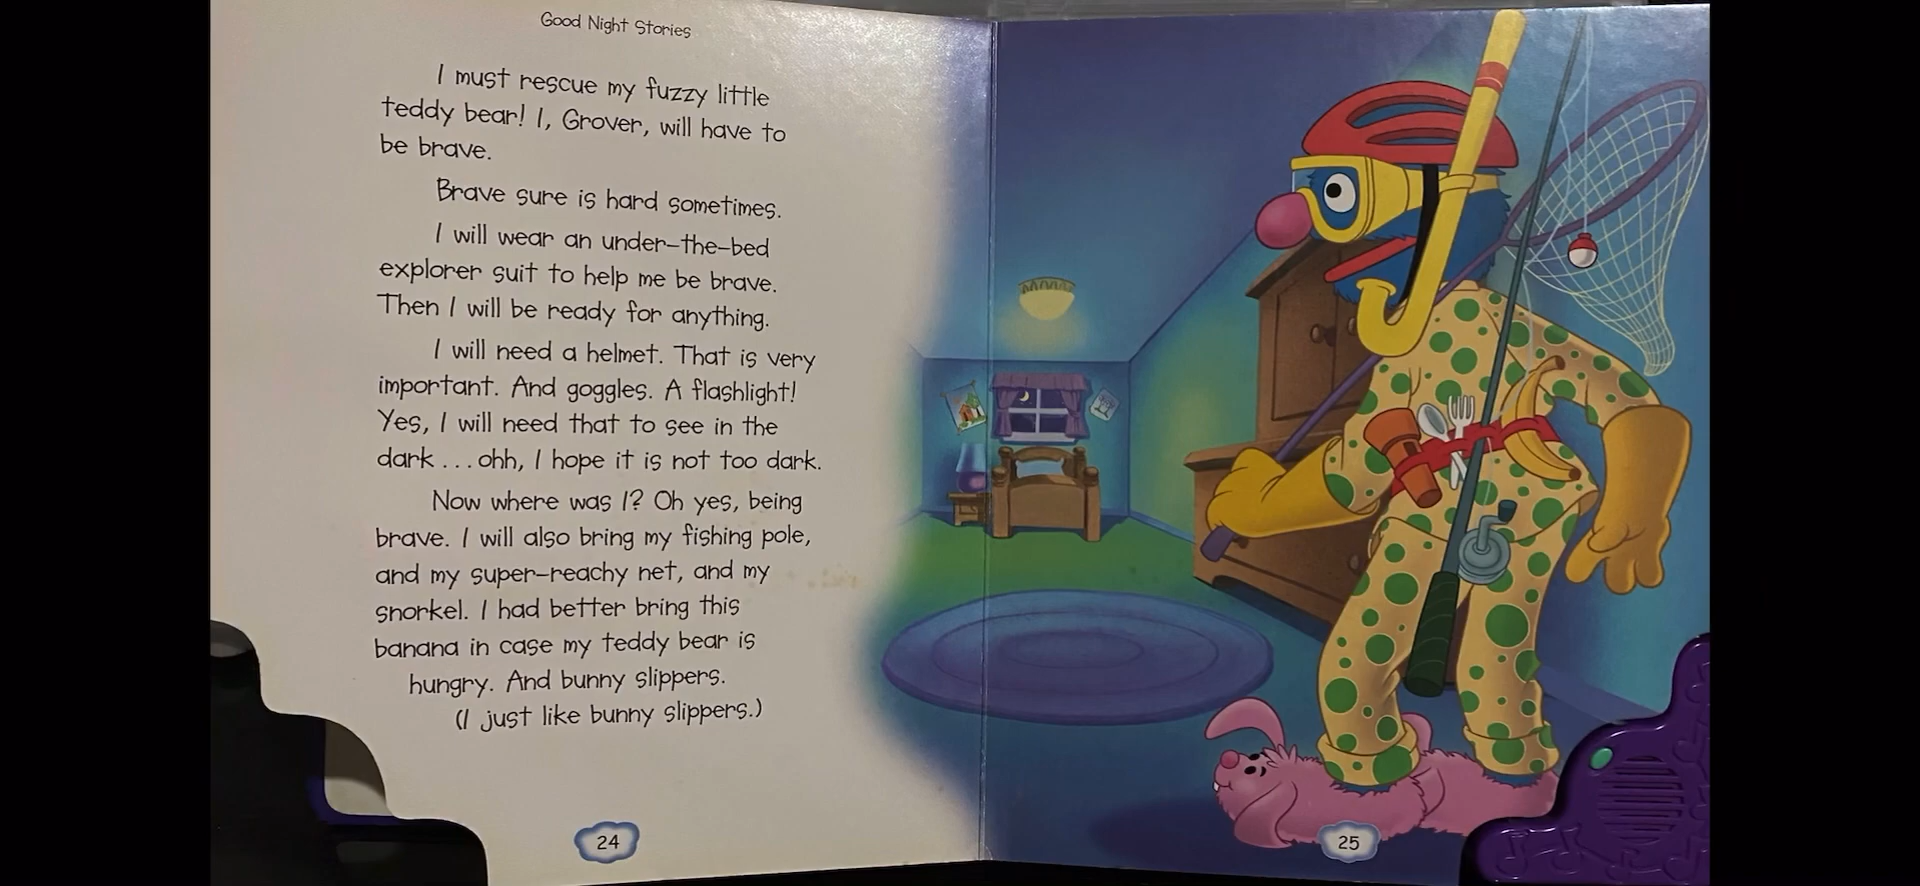 Good Night Stories
I must rescue my fuzzy little
teddy bear! I, Grover, will have to
be brave.
Brave sure is hard sometimes.
I will wear an under-the-bed
explorer suit to help me be brave.
Then I will be ready for anything.
I will need a helmet. That is very
important. And goggles. A flashlight!
Yes, I will need that to see in the
dark . . . ohh, I hope it is not too dark.
Now where was I? Oh yes, being
brave. I will also bring my fishing pole,
and my super-reachy net, and my
snorkel. I had better bring this
banana in case my teddy bear is
hungry. And bunny slippers.
(I just like bunny slippers.)
24
25